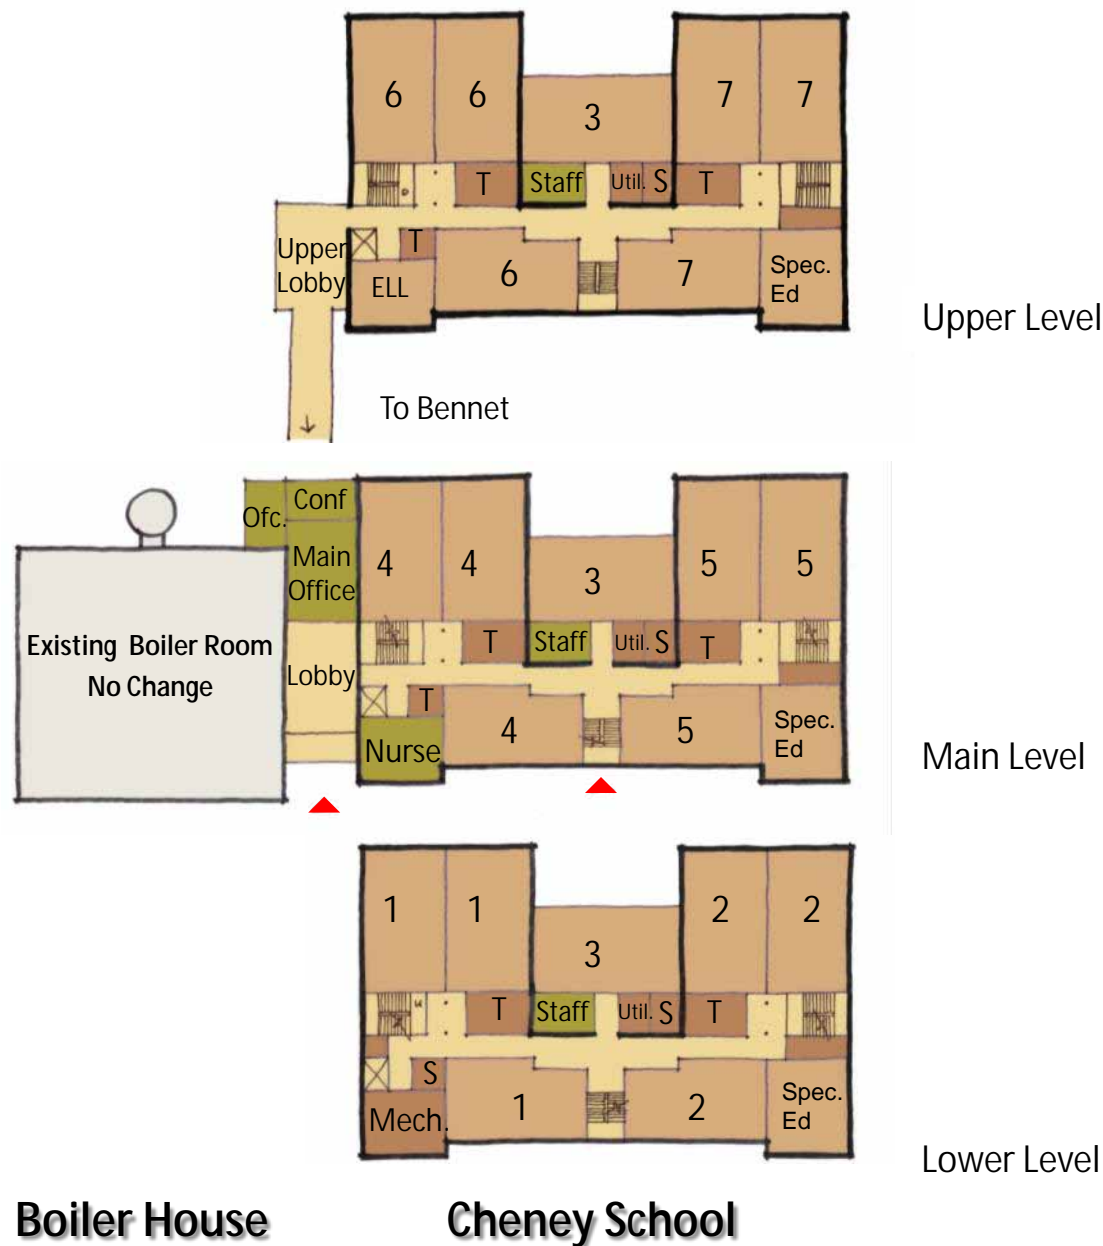 6 6 3 7 7
T Staff Util. S T
Upper
Lobby
T
ELL 6 7 Spec.
Ed
Upper Level
To Bennet
Ofc. Conf
Main
Office
4 4 3 5 5
Existing Boiler Room
No Change
T Staff Util. S T
Lobby
T
Nurse 4 5 Spec.
Ed
Main Level
1 1 3 2 2
T Staff Util. S T
S
Mech. 1 2 Spec.
Ed
Lower Level
Boiler House Cheney School